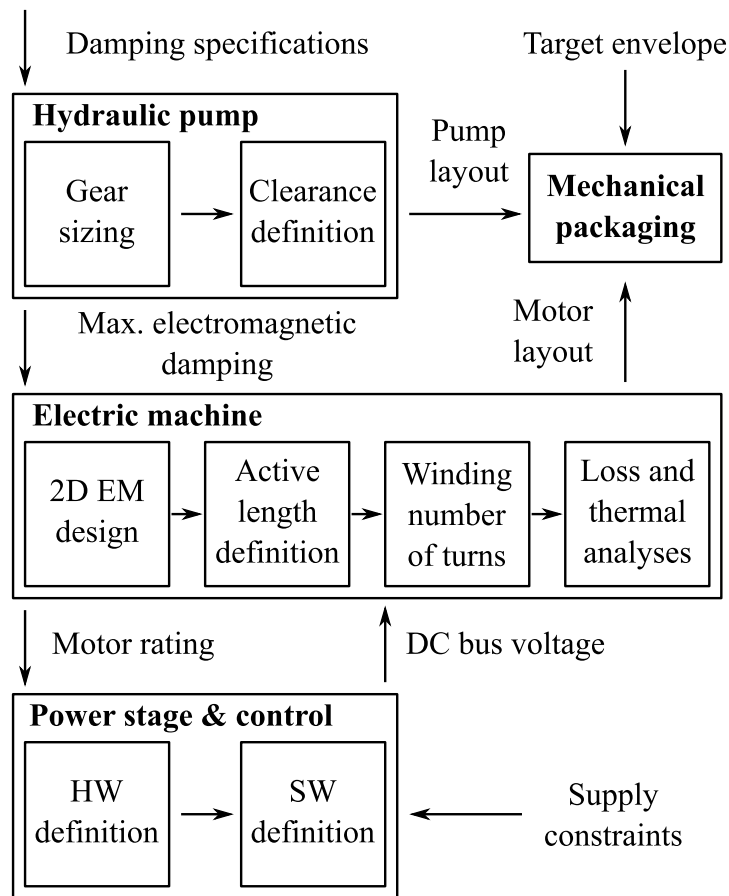 Damping specifications
Target envelope
Hydraulic pump
Gear
sizing
Clearance
definition
Pump
layout
Mechanical
packaging
Max. electromagnetic
damping
Motor
layout
Electric machine
2D EM
design
Active
length
definition
Winding
number
of turns
Loss and
thermal
analyses
Motor rating
DC bus voltage
Power stage & control
HW
definition
SW
definition
Supply
constraints